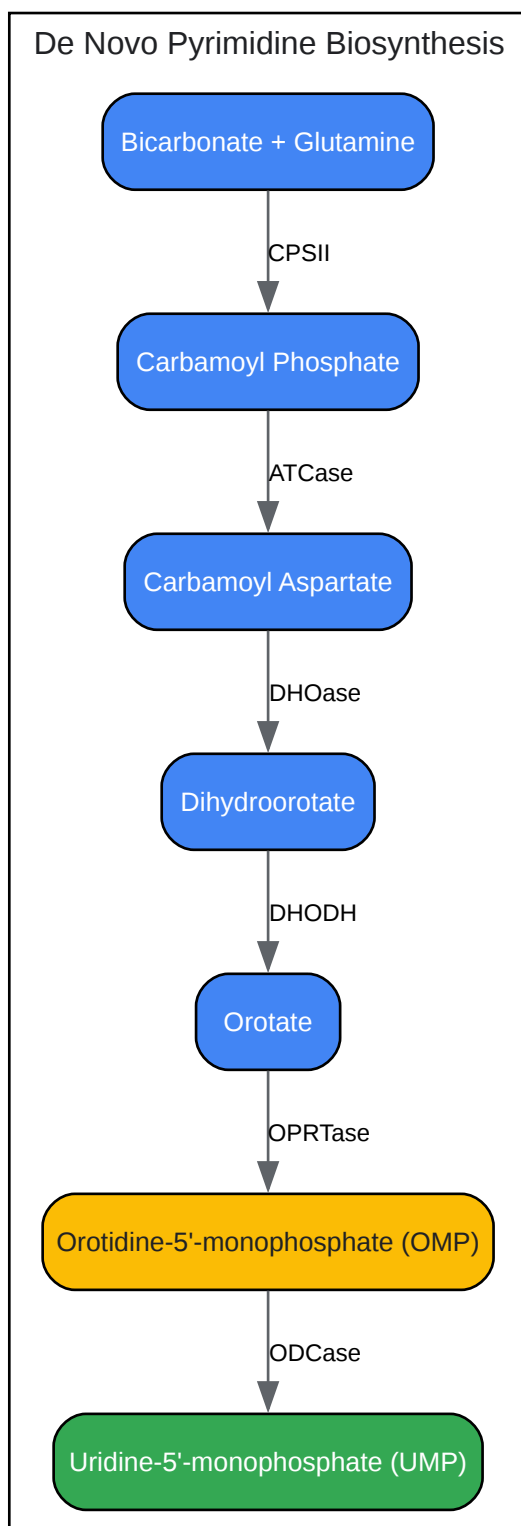 De Novo Pyrimidine Biosynthesis
Bicarbonate + Glutamine
CPSII
Carbamoyl Phosphate
ATCase
Carbamoyl Aspartate
DHOase
Dihydroorotate
DHODH
Orotate
OPRTase
Orotidine-5'-monophosphate (OMP)
ODCase
Uridine-5'-monophosphate (UMP)